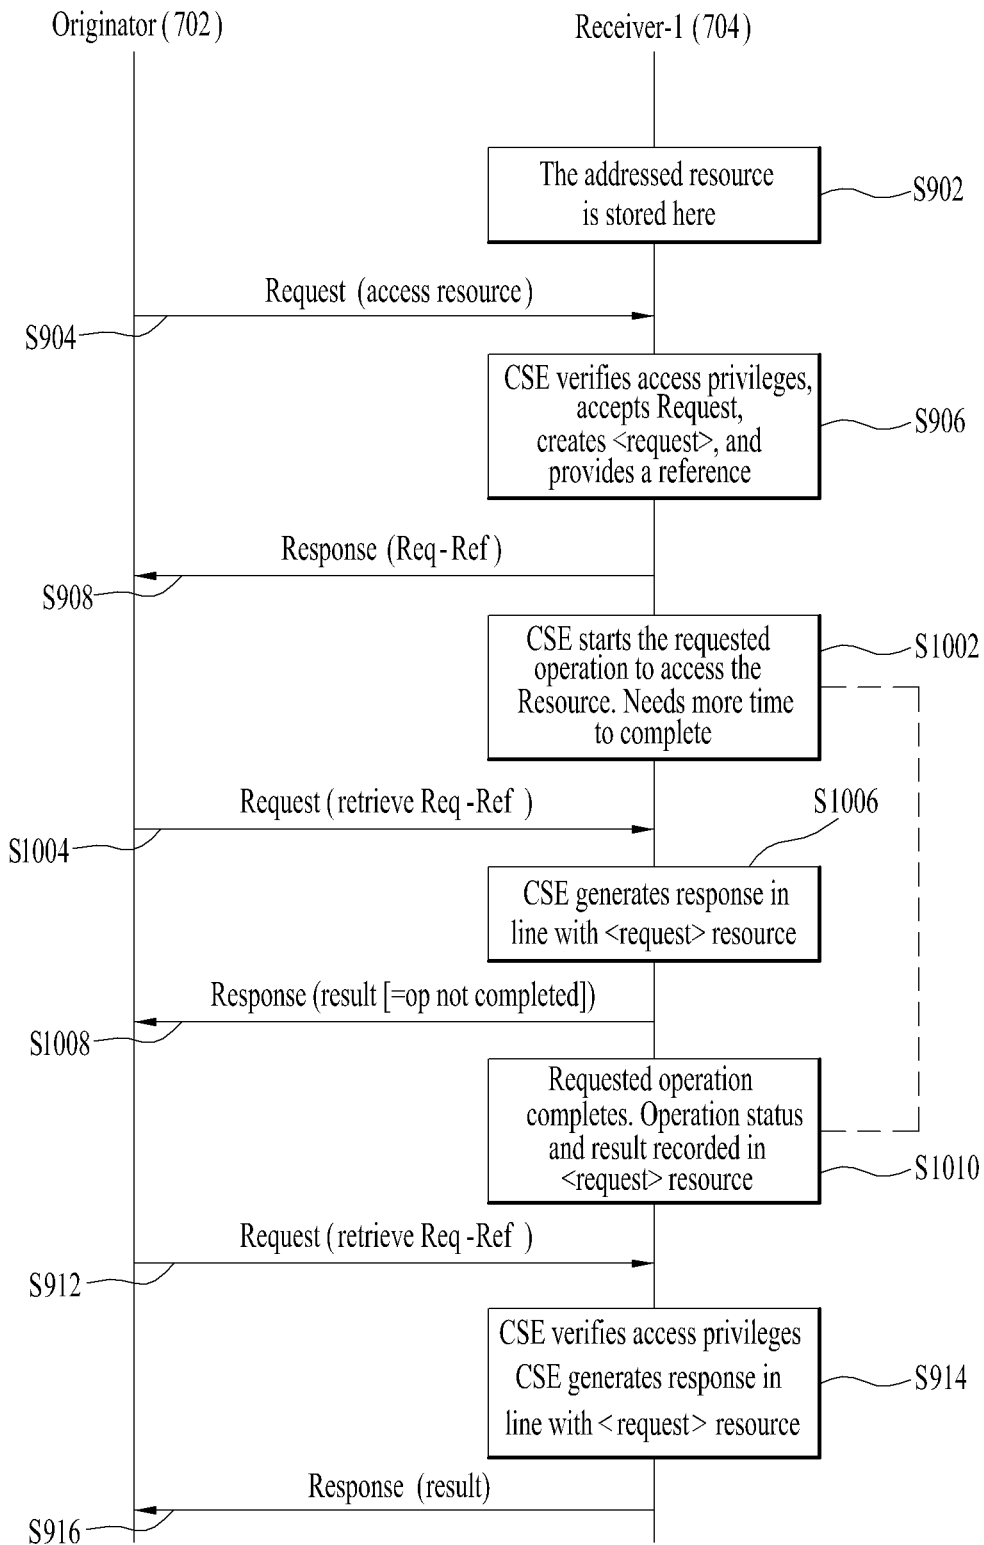 Originator (702)
Receiver-1 (704)
The addressed resource
is stored here
S902
Request (access resource)
S904
CSE verifies access privileges,
accepts Request,
creates <request>, and
provides a reference
S906
Response (Req-Ref)
S908
CSE starts the requested
operation to access the
Resource. Needs more time
to complete
S1002
Request (retrieve Req-Ref)
S1004
S1006
CSE generates response in
line with <request> resource
Response (result [=op not completed])
S1008
Requested operation
completes. Operation status
and result recorded in
<request> resource
S1010
Request (retrieve Req-Ref)
S912
CSE verifies access privileges
CSE generates response in
line with <request> resource
S914
Response (result)
S916